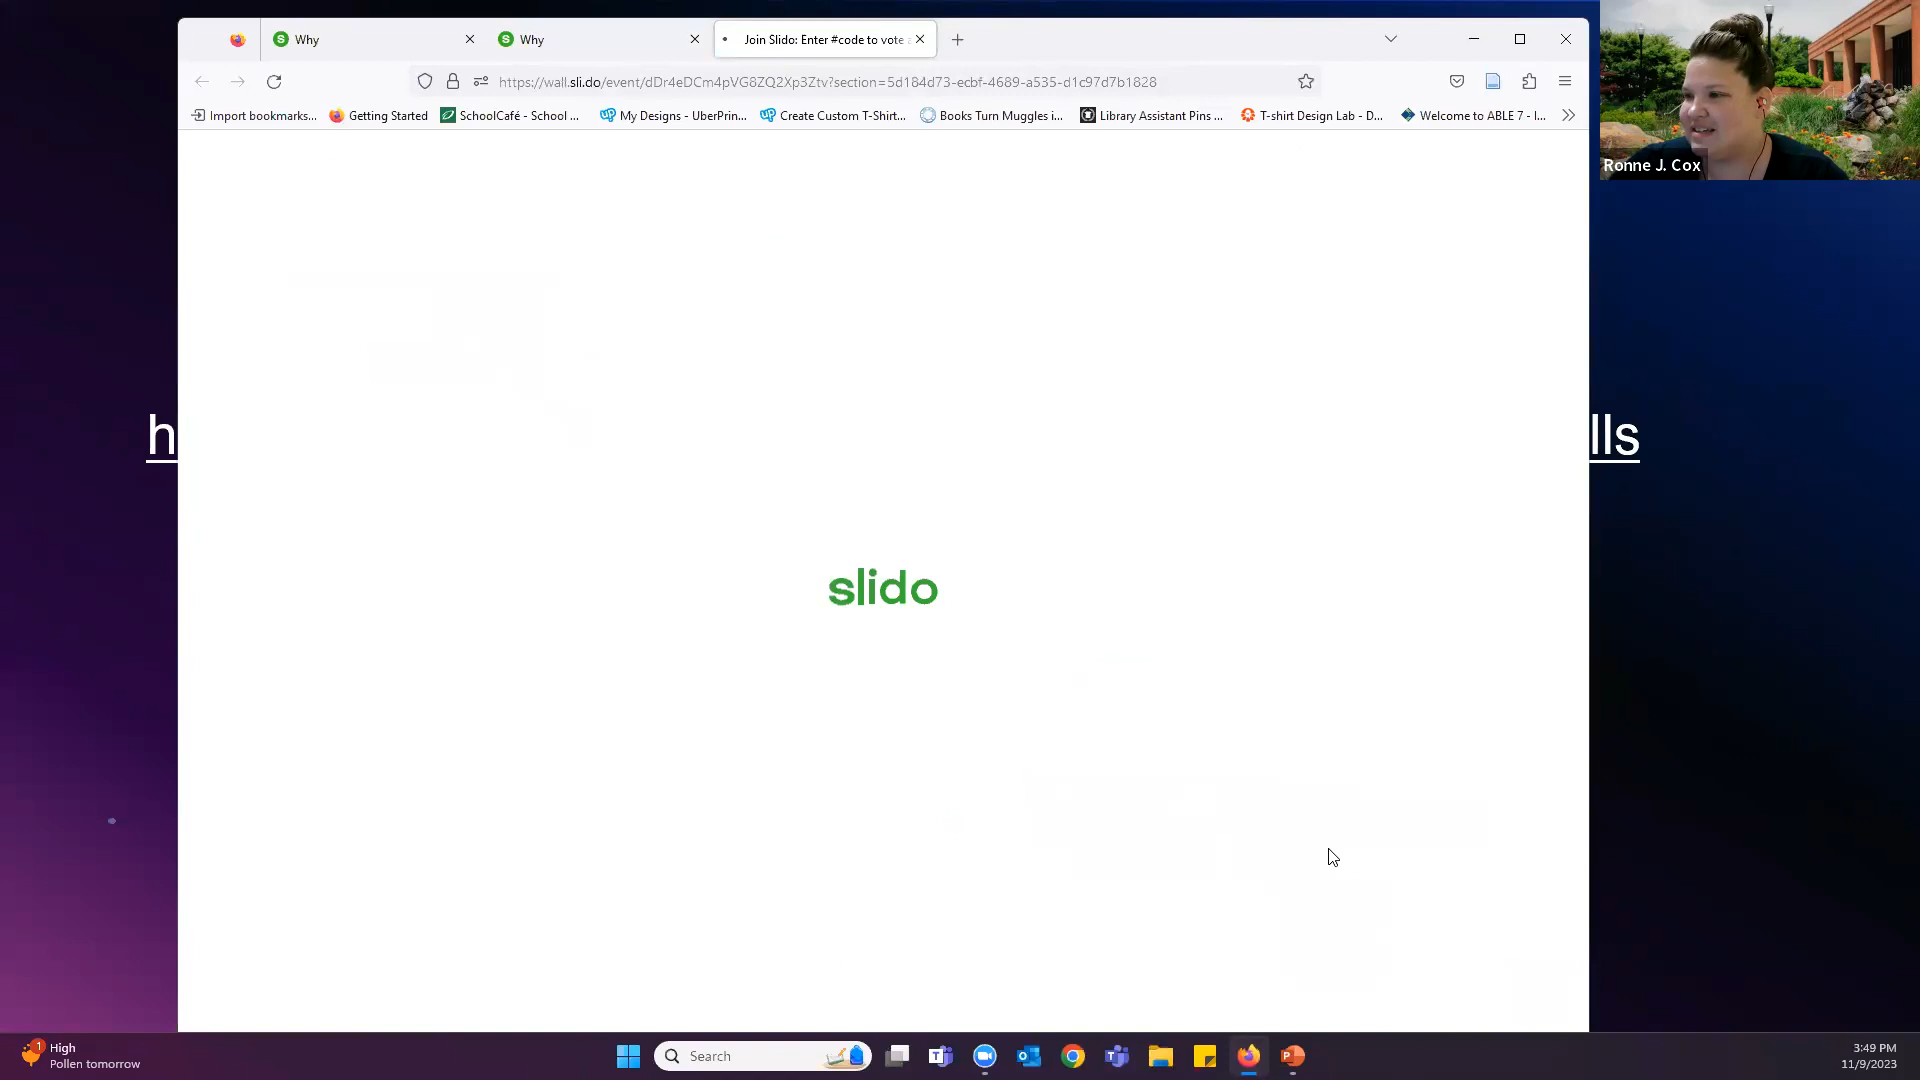 Why
Why
Join Slido: Enter #code to vote
https://wall.sli.do/event/dDr4eDCm4pVG8ZQ2Xp3Ztv?section=5d184d73-ecbf-4689-a535-d1c97d7b1828
Import bookmarks...
Getting Started
SchoolCafé - School ...
My Designs - UberPrin...
Create Custom T-Shirt...
Books Turn Muggles i...
Library Assistant Pins ...
T-shirt Design Lab - D...
Welcome to ABLE 7 - I...
Ronne J. Cox
h
lls
slido
1
High
Pollen tomorrow
Search
3:49 PM
11/9/2023